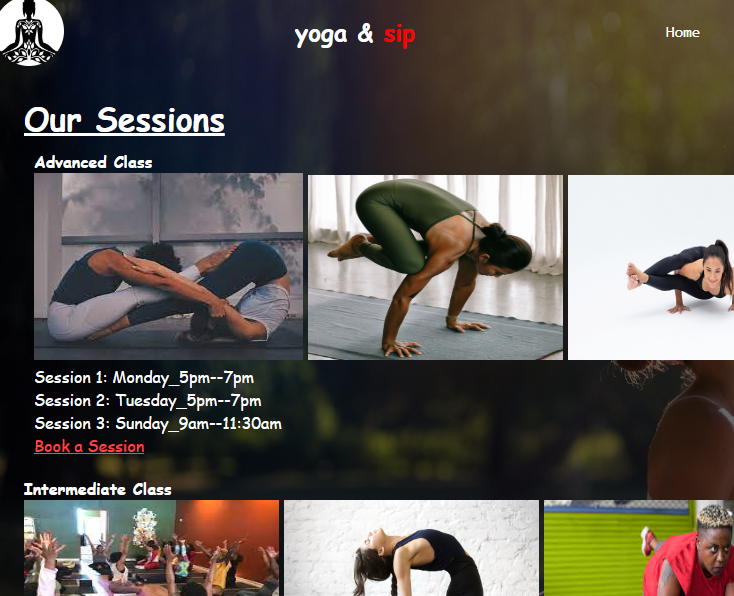 yoga & sip
Home
Our Sessions
Advanced Class
Session 1: Monday_5pm--7pm
Session 2: Tuesday_5pm--7pm
Session 3: Sunday_9am--11:30am
Book a Session
Intermediate Class